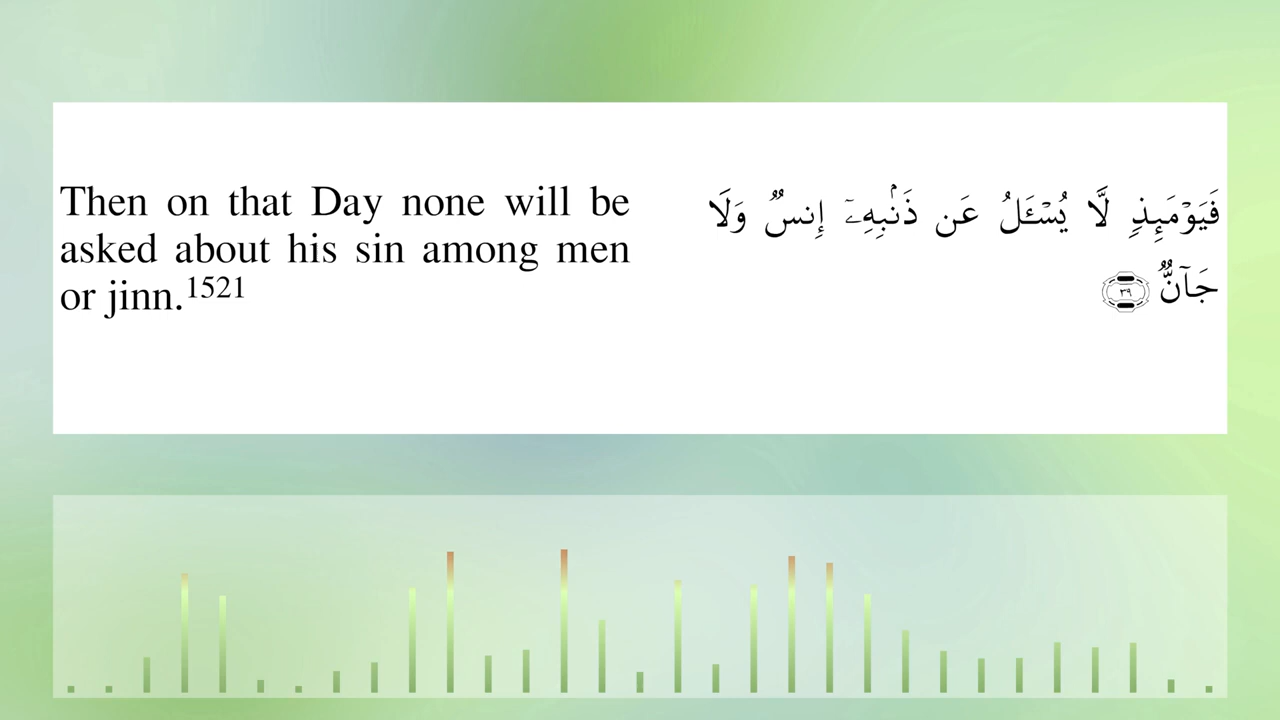 Then on that Day none will be
asked about his sin among men
or jinn.1521
فَيَوۡمَئِذٖ لَّا يُسۡـَٔلُ عَن ذَنۢبِهِۦٓ إِنسٞ وَلَا
جَآنّٞ ٣٩